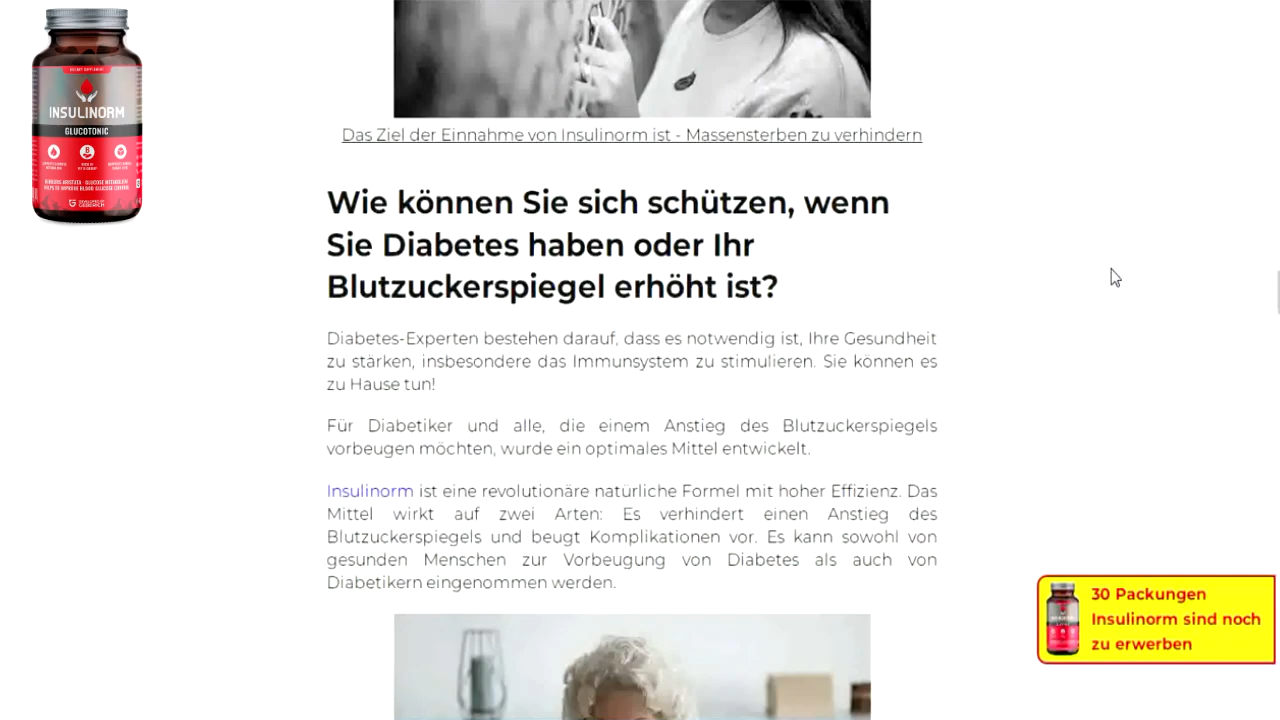 INSULINORM
GLUCOTONIC
Das Ziel der Einnahme von Insulinorm ist - Massensterben zu verhindern
Wie können Sie sich schützen, wenn
Sie Diabetes haben oder Ihr
Blutzuckerspiegel erhöht ist?
Diabetes-Experten bestehen darauf, dass es notwendig ist, Ihre Gesundheit
zu stärken, insbesondere das Immunsystem zu stimulieren. Sie können es
zu Hause tun!
Für Diabetiker und alle, die einem Anstieg des Blutzuckerspiegels
vorbeugen möchten, wurde ein optimales Mittel entwickelt.
Insulinorm ist eine revolutionäre natürliche Formel mit hoher Effizienz. Das
Mittel wirkt auf zwei Arten: Es verhindert einen Anstieg des
Blutzuckerspiegels und beugt Komplikationen vor. Es kann sowohl von
gesunden Menschen zur Vorbeugung von Diabetes als auch von
Diabetikern eingenommen werden.
30 Packungen
Insulinorm sind noch
zu erwerben